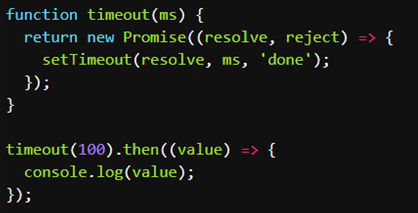 function timeout(ms) {
  return new Promise((resolve, reject) => {
    setTimeout(resolve, ms, 'done');
  });
}

timeout(100).then((value) => {
  console.log(value);
});